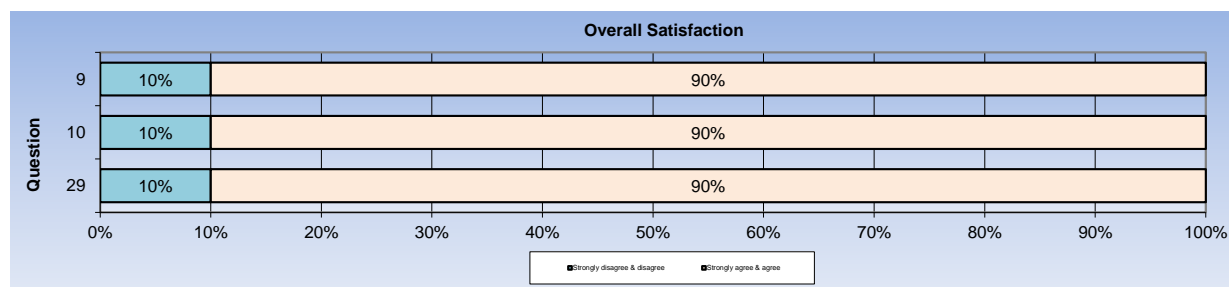 Overall Satisfaction
Question
9
10% 90%
10
10% 90%
29
10% 90%
0% 10% 20% 30% 40% 50% 60% 70% 80% 90% 100%
Strongly disagree & disagree Strongly agree & agree